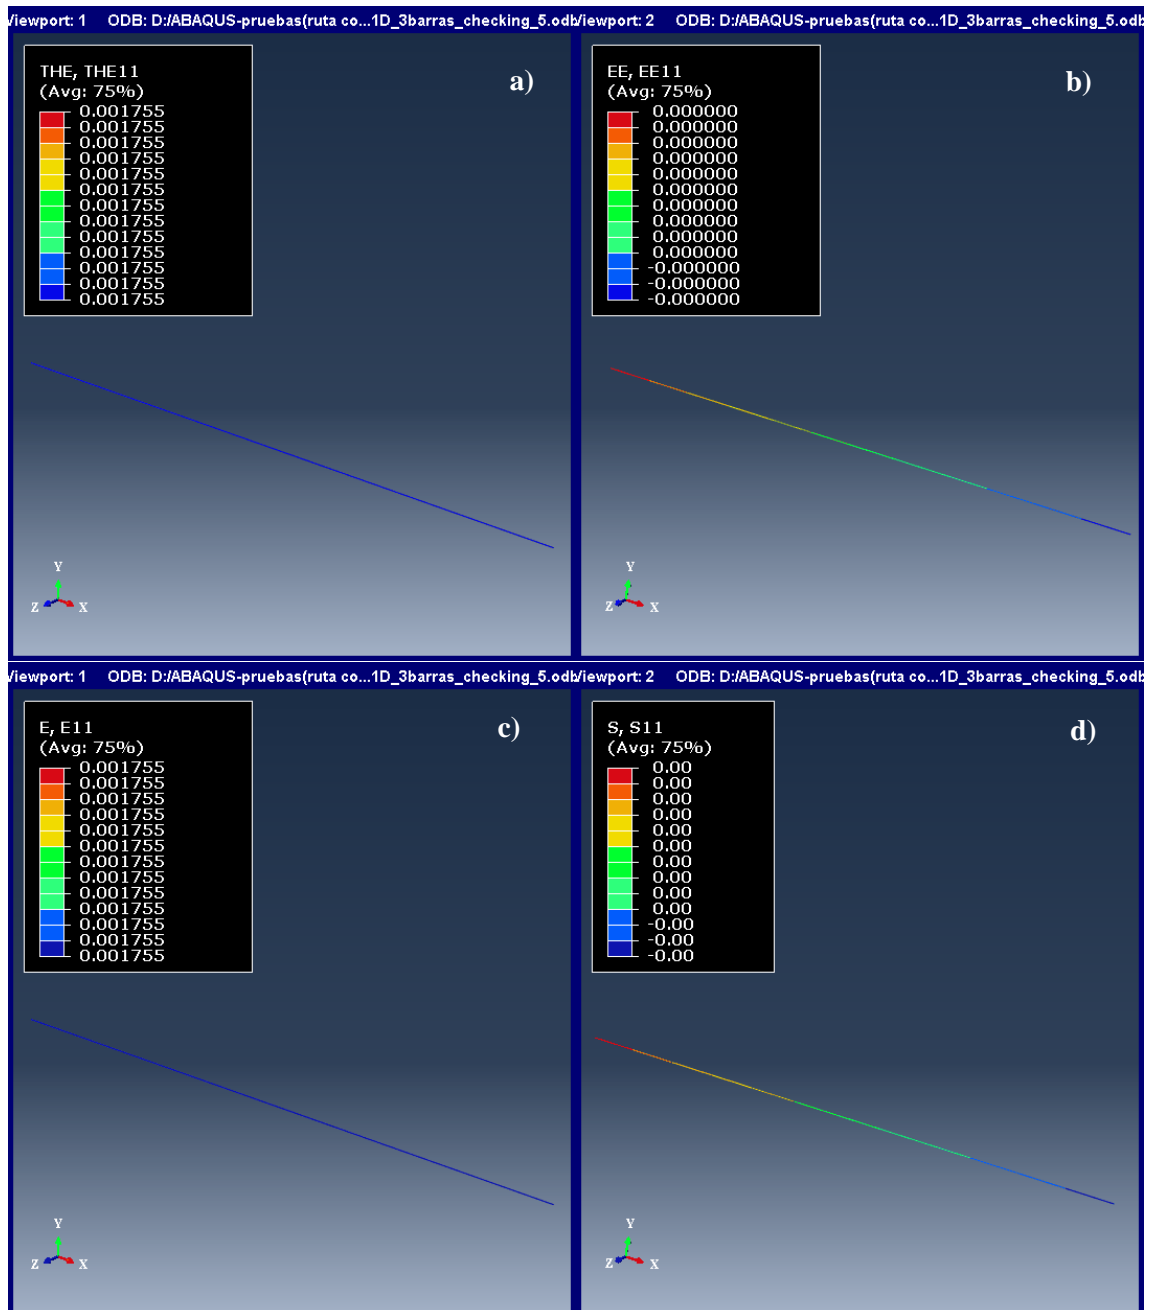 Viewport: 1 ODB: D:/ABAQUS-pruebas(ruta co...1D_3barras_checking_5.odb
THE, THE11
(Avg: 75%)
0.001755
0.001755
0.001755
0.001755
0.001755
0.001755
0.001755
0.001755
0.001755
0.001755
0.001755
0.001755
0.001755
a)
Y
Z X
Viewport: 2 ODB: D:/ABAQUS-pruebas(ruta co...1D_3barras_checking_5.odb
EE, EE11
(Avg: 75%)
0.000000
0.000000
0.000000
0.000000
0.000000
0.000000
0.000000
0.000000
0.000000
0.000000
-0.000000
-0.000000
-0.000000
b)
Y
Z X
Viewport: 1 ODB: D:/ABAQUS-pruebas(ruta co...1D_3barras_checking_5.odb
E, E11
(Avg: 75%)
0.001755
0.001755
0.001755
0.001755
0.001755
0.001755
0.001755
0.001755
0.001755
0.001755
0.001755
0.001755
0.001755
c)
Y
Z X
Viewport: 2 ODB: D:/ABAQUS-pruebas(ruta co...1D_3barras_checking_5.odb
S, S11
(Avg: 75%)
0.00
0.00
0.00
0.00
0.00
0.00
0.00
0.00
0.00
0.00
-0.00
-0.00
-0.00
d)
Y
Z X